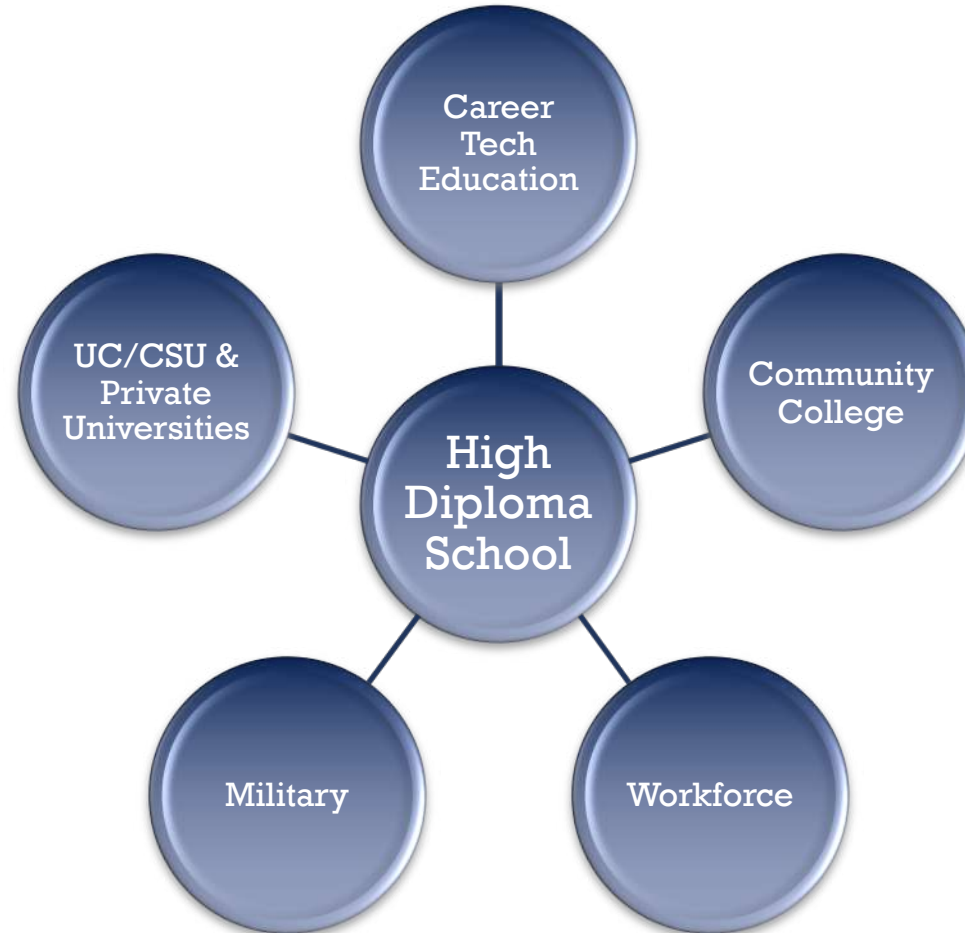 Career
Tech
Education
UC/CSU &
Private
Universities
Community
College
High
Diploma
School
Military
Workforce